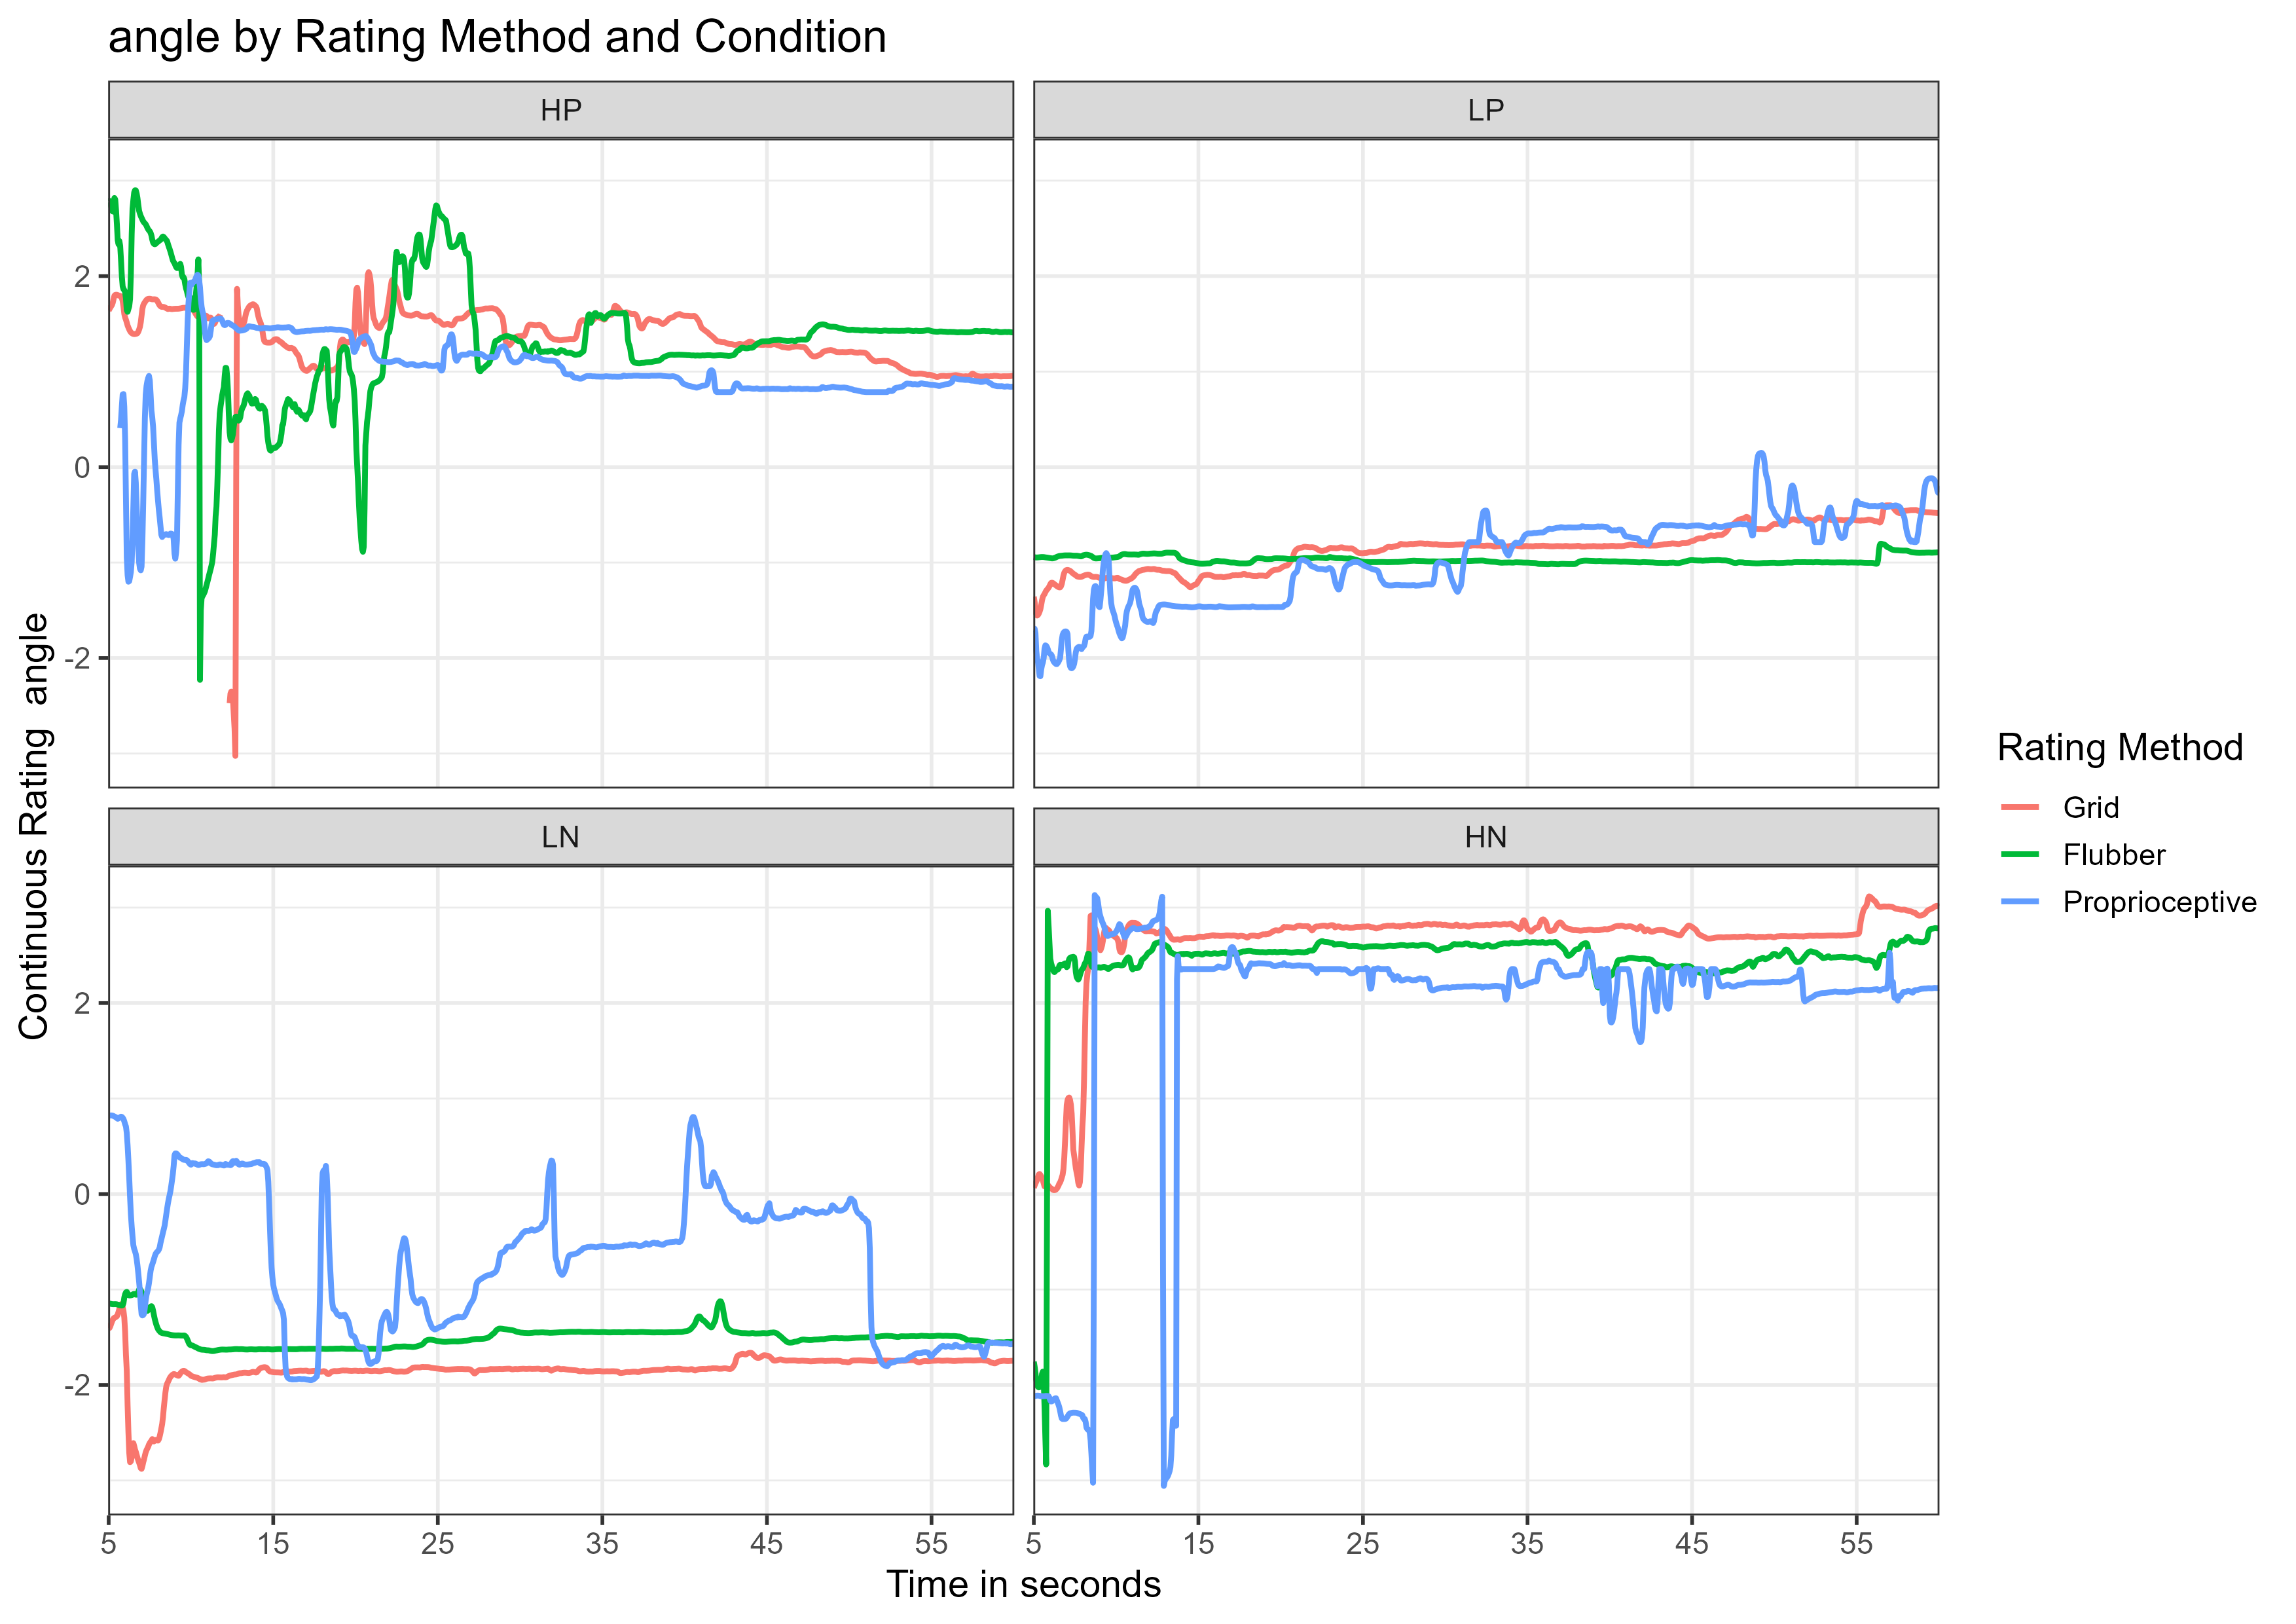 angle by Rating Method and Condition
HP
LP
2
0
-2
LN
HN
2
0
-2
5 15 25 35 45 55
5 15 25 35 45 55
Time in seconds
Continuous Rating  angle
Rating Method
Grid
Flubber
Proprioceptive